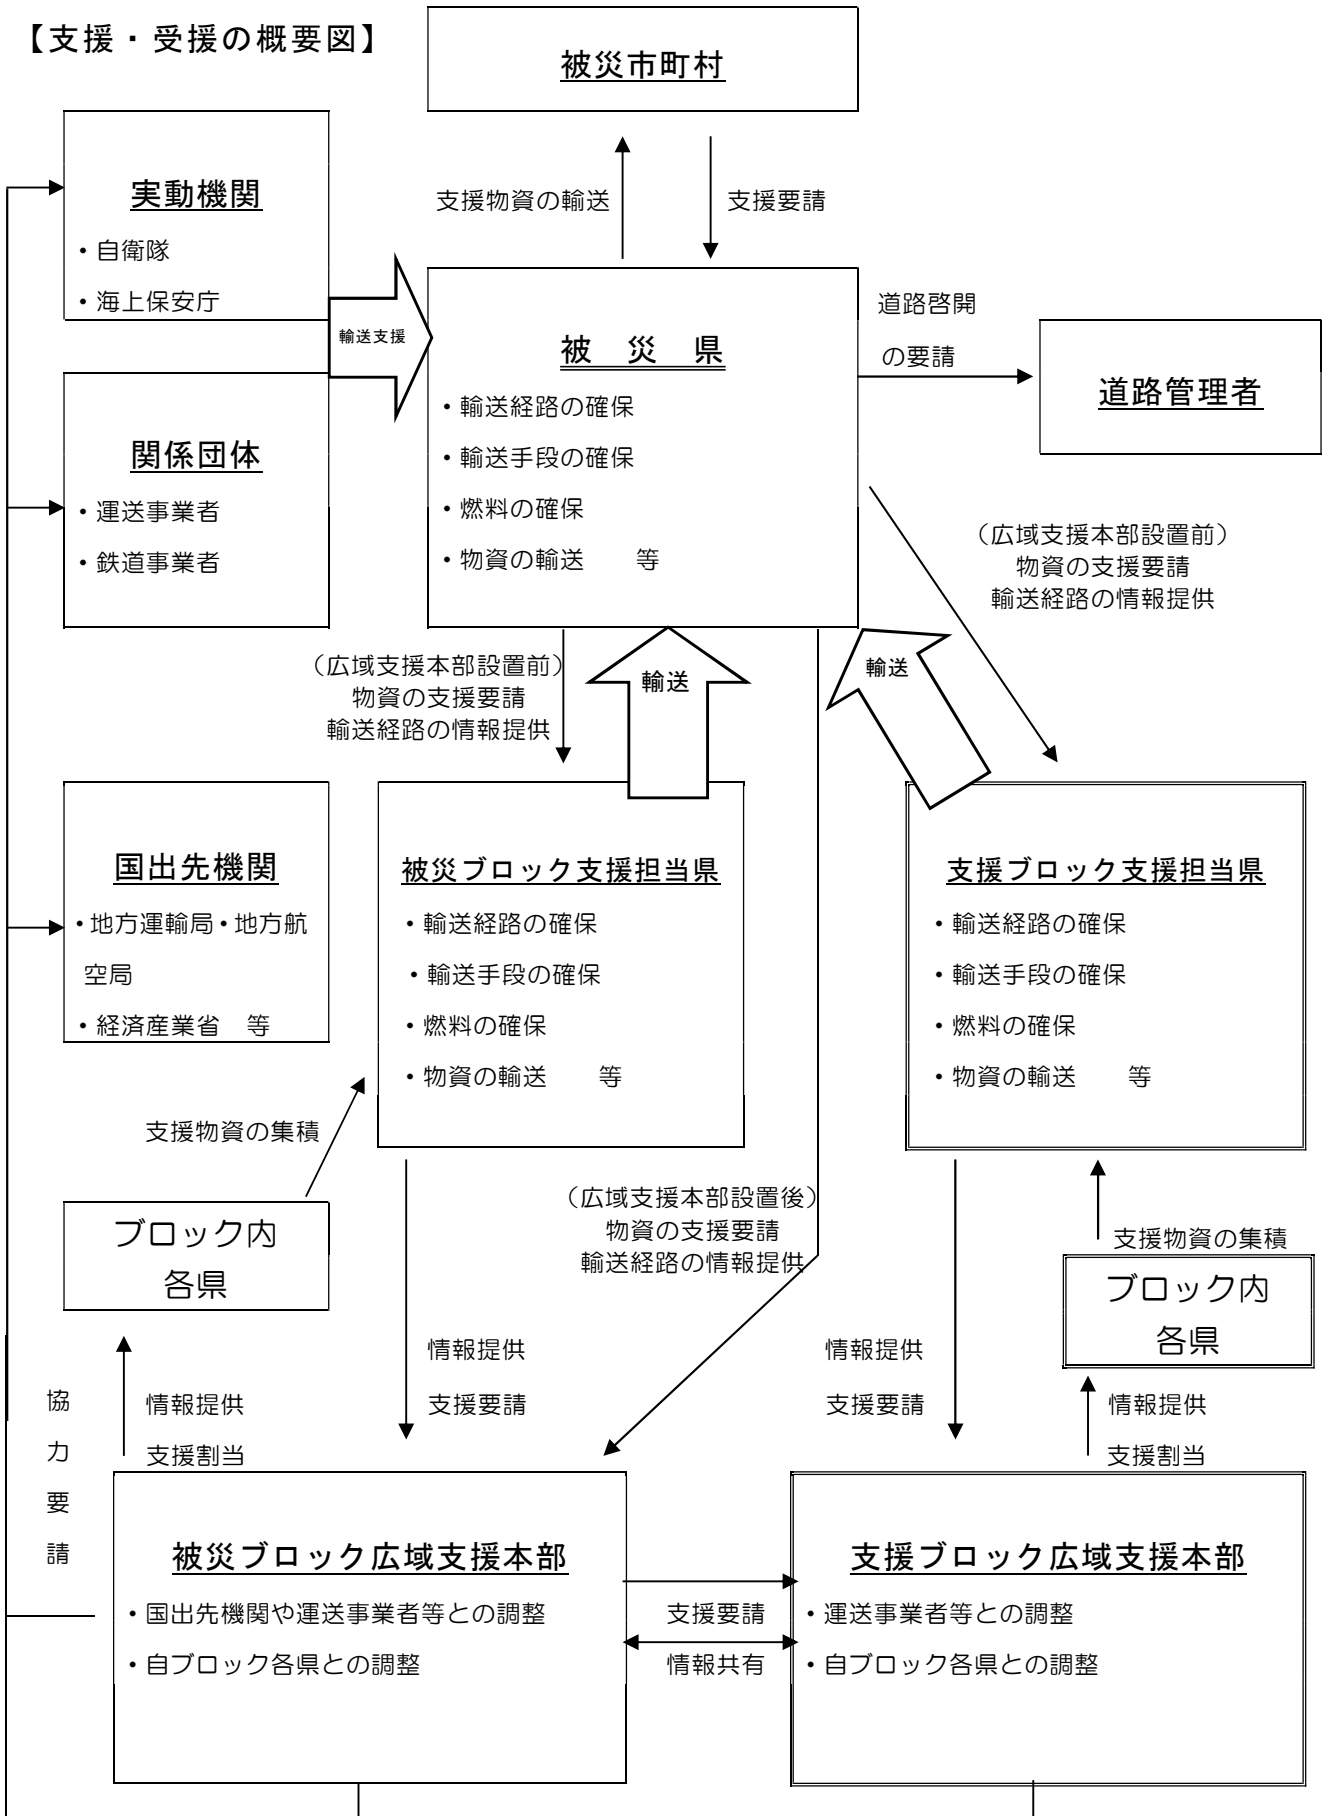 【支援・受援の概要図】
被災市町村
実動機関
・自衛隊
・海上保安庁
支援物資の輸送
支援要請
輸送支援
被　災　県
・輸送経路の確保
・輸送手段の確保
・燃料の確保
・物資の輸送　　等
道路啓開
の要請
道路管理者
関係団体
・運送事業者
・鉄道事業者
（広域支援本部設置前）
物資の支援要請
輸送経路の情報提供
（広域支援本部設置前）
物資の支援要請
輸送経路の情報提供
輸送
輸送
国出先機関
・地方運輸局・地方航
空局
・経済産業省　等
被災ブロック支援担当県
・輸送経路の確保
・輸送手段の確保
・燃料の確保
・物資の輸送　　等
支援ブロック支援担当県
・輸送経路の確保
・輸送手段の確保
・燃料の確保
・物資の輸送　　等
支援物資の集積
ブロック内
各県
（広域支援本部設置後）
物資の支援要請
輸送経路の情報提供
支援物資の集積
ブロック内
各県
協
力
要
請
情報提供
支援割当
情報提供
支援要請
情報提供
支援要請
情報提供
支援割当
被災ブロック広域支援本部
・国出先機関や運送事業者等との調整
・自ブロック各県との調整
支援要請
情報共有
支援ブロック広域支援本部
・運送事業者等との調整
・自ブロック各県との調整